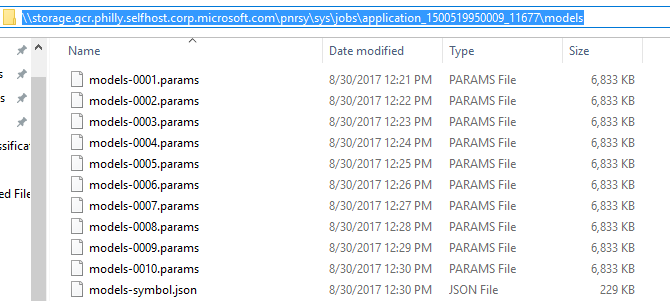 \\storage.gcr.philly.selfhost.corp.microsoft.com\pnrsy\sys\jobs\application_1500519950009_11677\models
Name Date modified Type Size
models-0001.params 8/30/2017 12:21 PM PARAMS File 6,833 KB
s models-0002.params 8/30/2017 12:22 PM PARAMS File 6,833 KB
s models-0003.params 8/30/2017 12:23 PM PARAMS File 6,833 KB
models-0004.params 8/30/2017 12:24 PM PARAMS File 6,833 KB
ssificat models-0005.params 8/30/2017 12:25 PM PARAMS File 6,833 KB
models-0006.params 8/30/2017 12:26 PM PARAMS File 6,833 KB
ed File models-0007.params 8/30/2017 12:27 PM PARAMS File 6,833 KB
models-0008.params 8/30/2017 12:28 PM PARAMS File 6,833 KB
models-0009.params 8/30/2017 12:29 PM PARAMS File 6,833 KB
models-0010.params 8/30/2017 12:30 PM PARAMS File 6,833 KB
models-symbol.json 8/30/2017 12:30 PM JSON File 229 KB